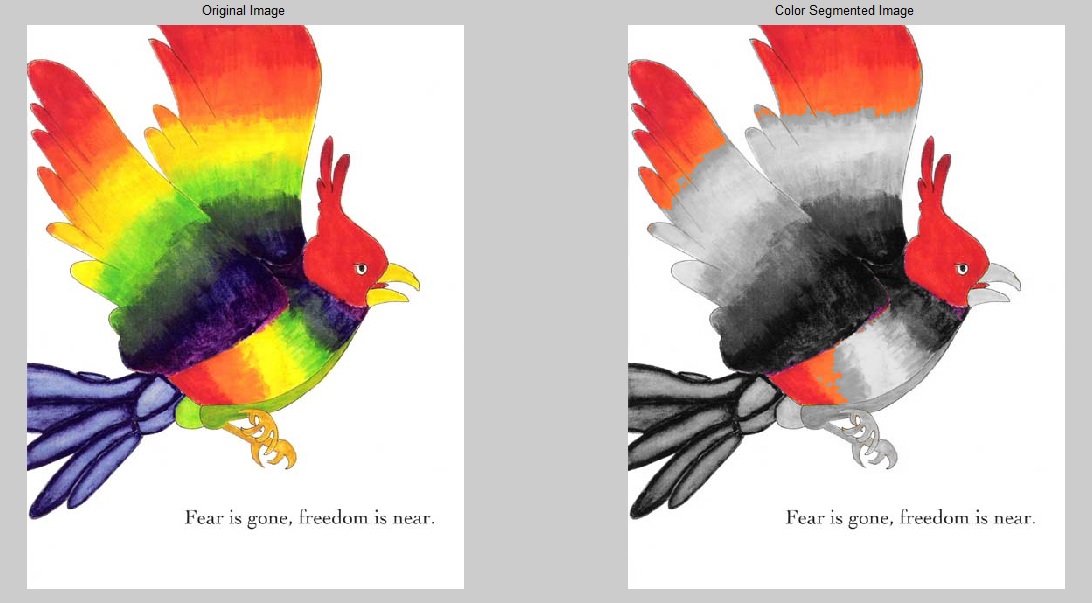 Original Image
Color Segmented Image
Fear is gone, freedom is near.
Fear is gone, freedom is near.